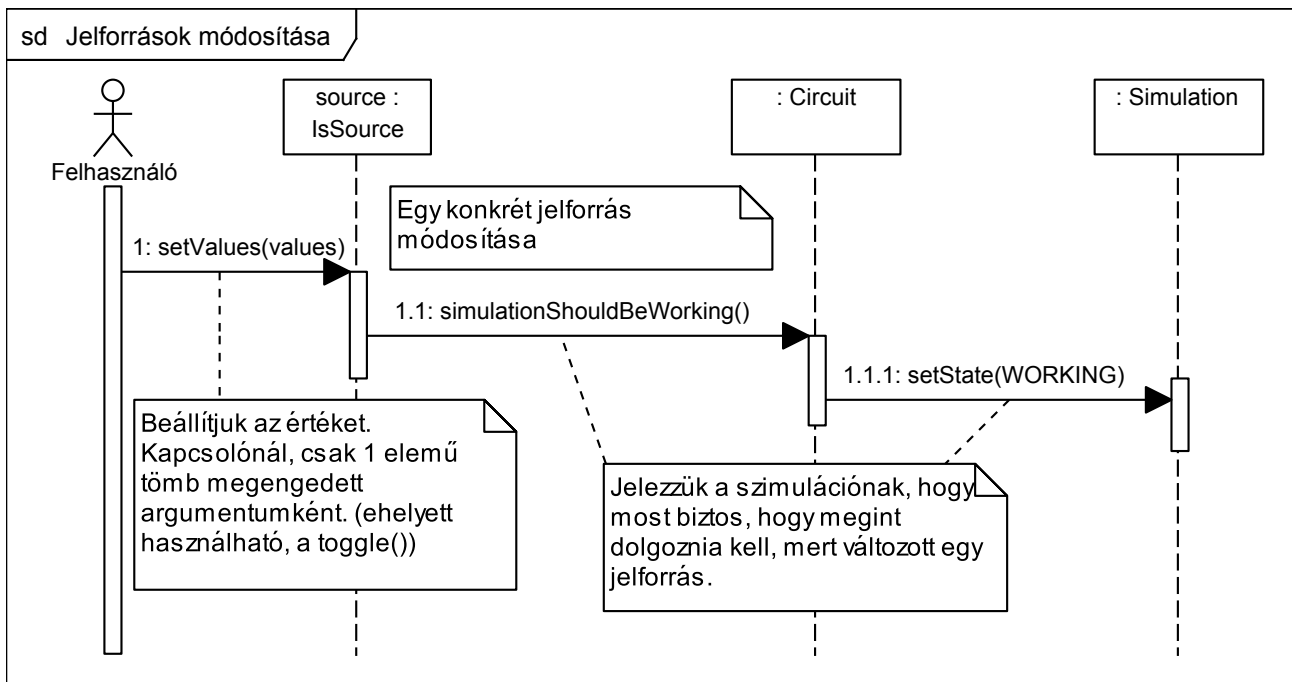 sd Jelforrások módosítása
Felhasználó
source :
IsSource
: Circuit
: Simulation
Egy konkrét jelforrás
módosítása
1: setValues(values)
1.1: simulationShouldBeWorking()
1.1.1: setState(WORKING)
Beállítjuk az értéket.
Kapcsolónál, csak 1 elemű
tömb megengedett
argumentumként. (ehelyett
használható, a toggle())
Jelezzük a szimulációnak, hogy
most biztos, hogy megint
dolgoznia kell, mert változott egy
jelforrás.